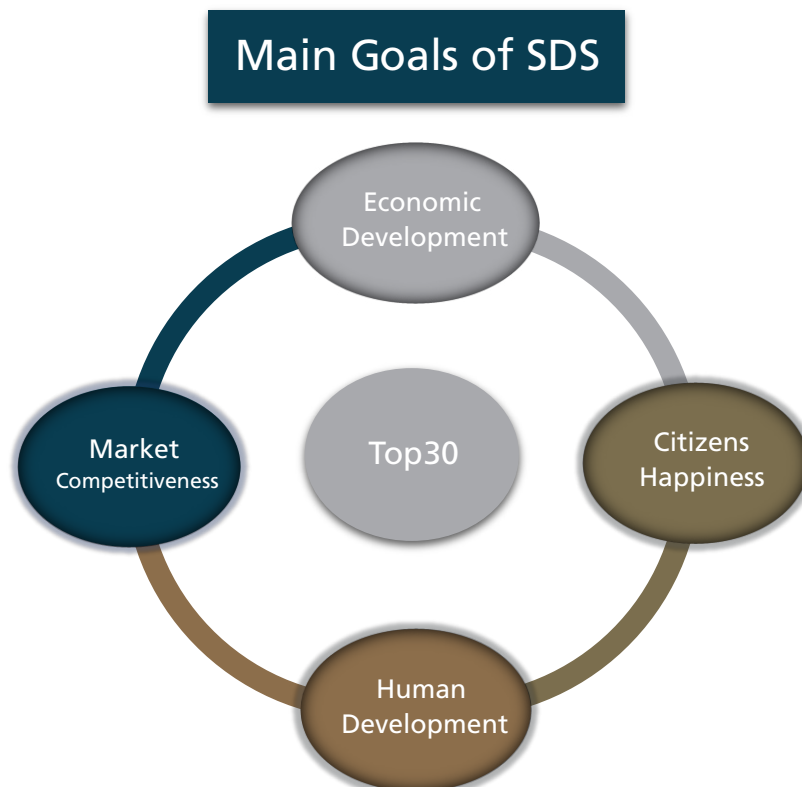 Main Goals of SDS
Economic
Development
Market
Competitiveness
Top30
Citizens
Happiness
Human
Development